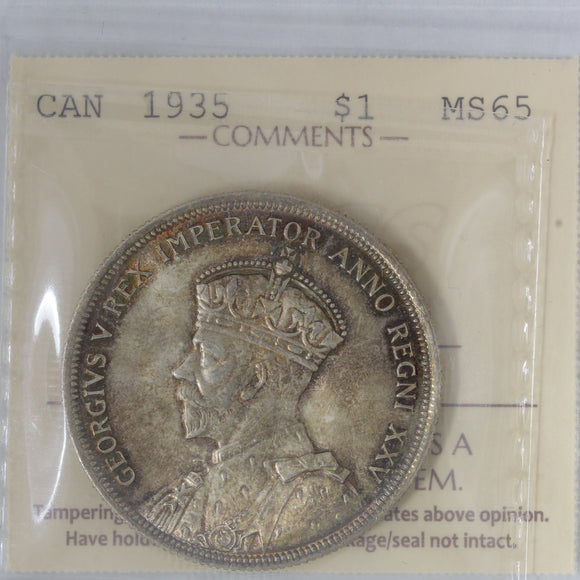 CAN 1935 $1 MS65
COMMENTS
GEORGIVS V REX IMPERATOR ANNO REGNI XXV
S A
EM.
Tampering ates above opinion.
Have hold kage/seal not intact.